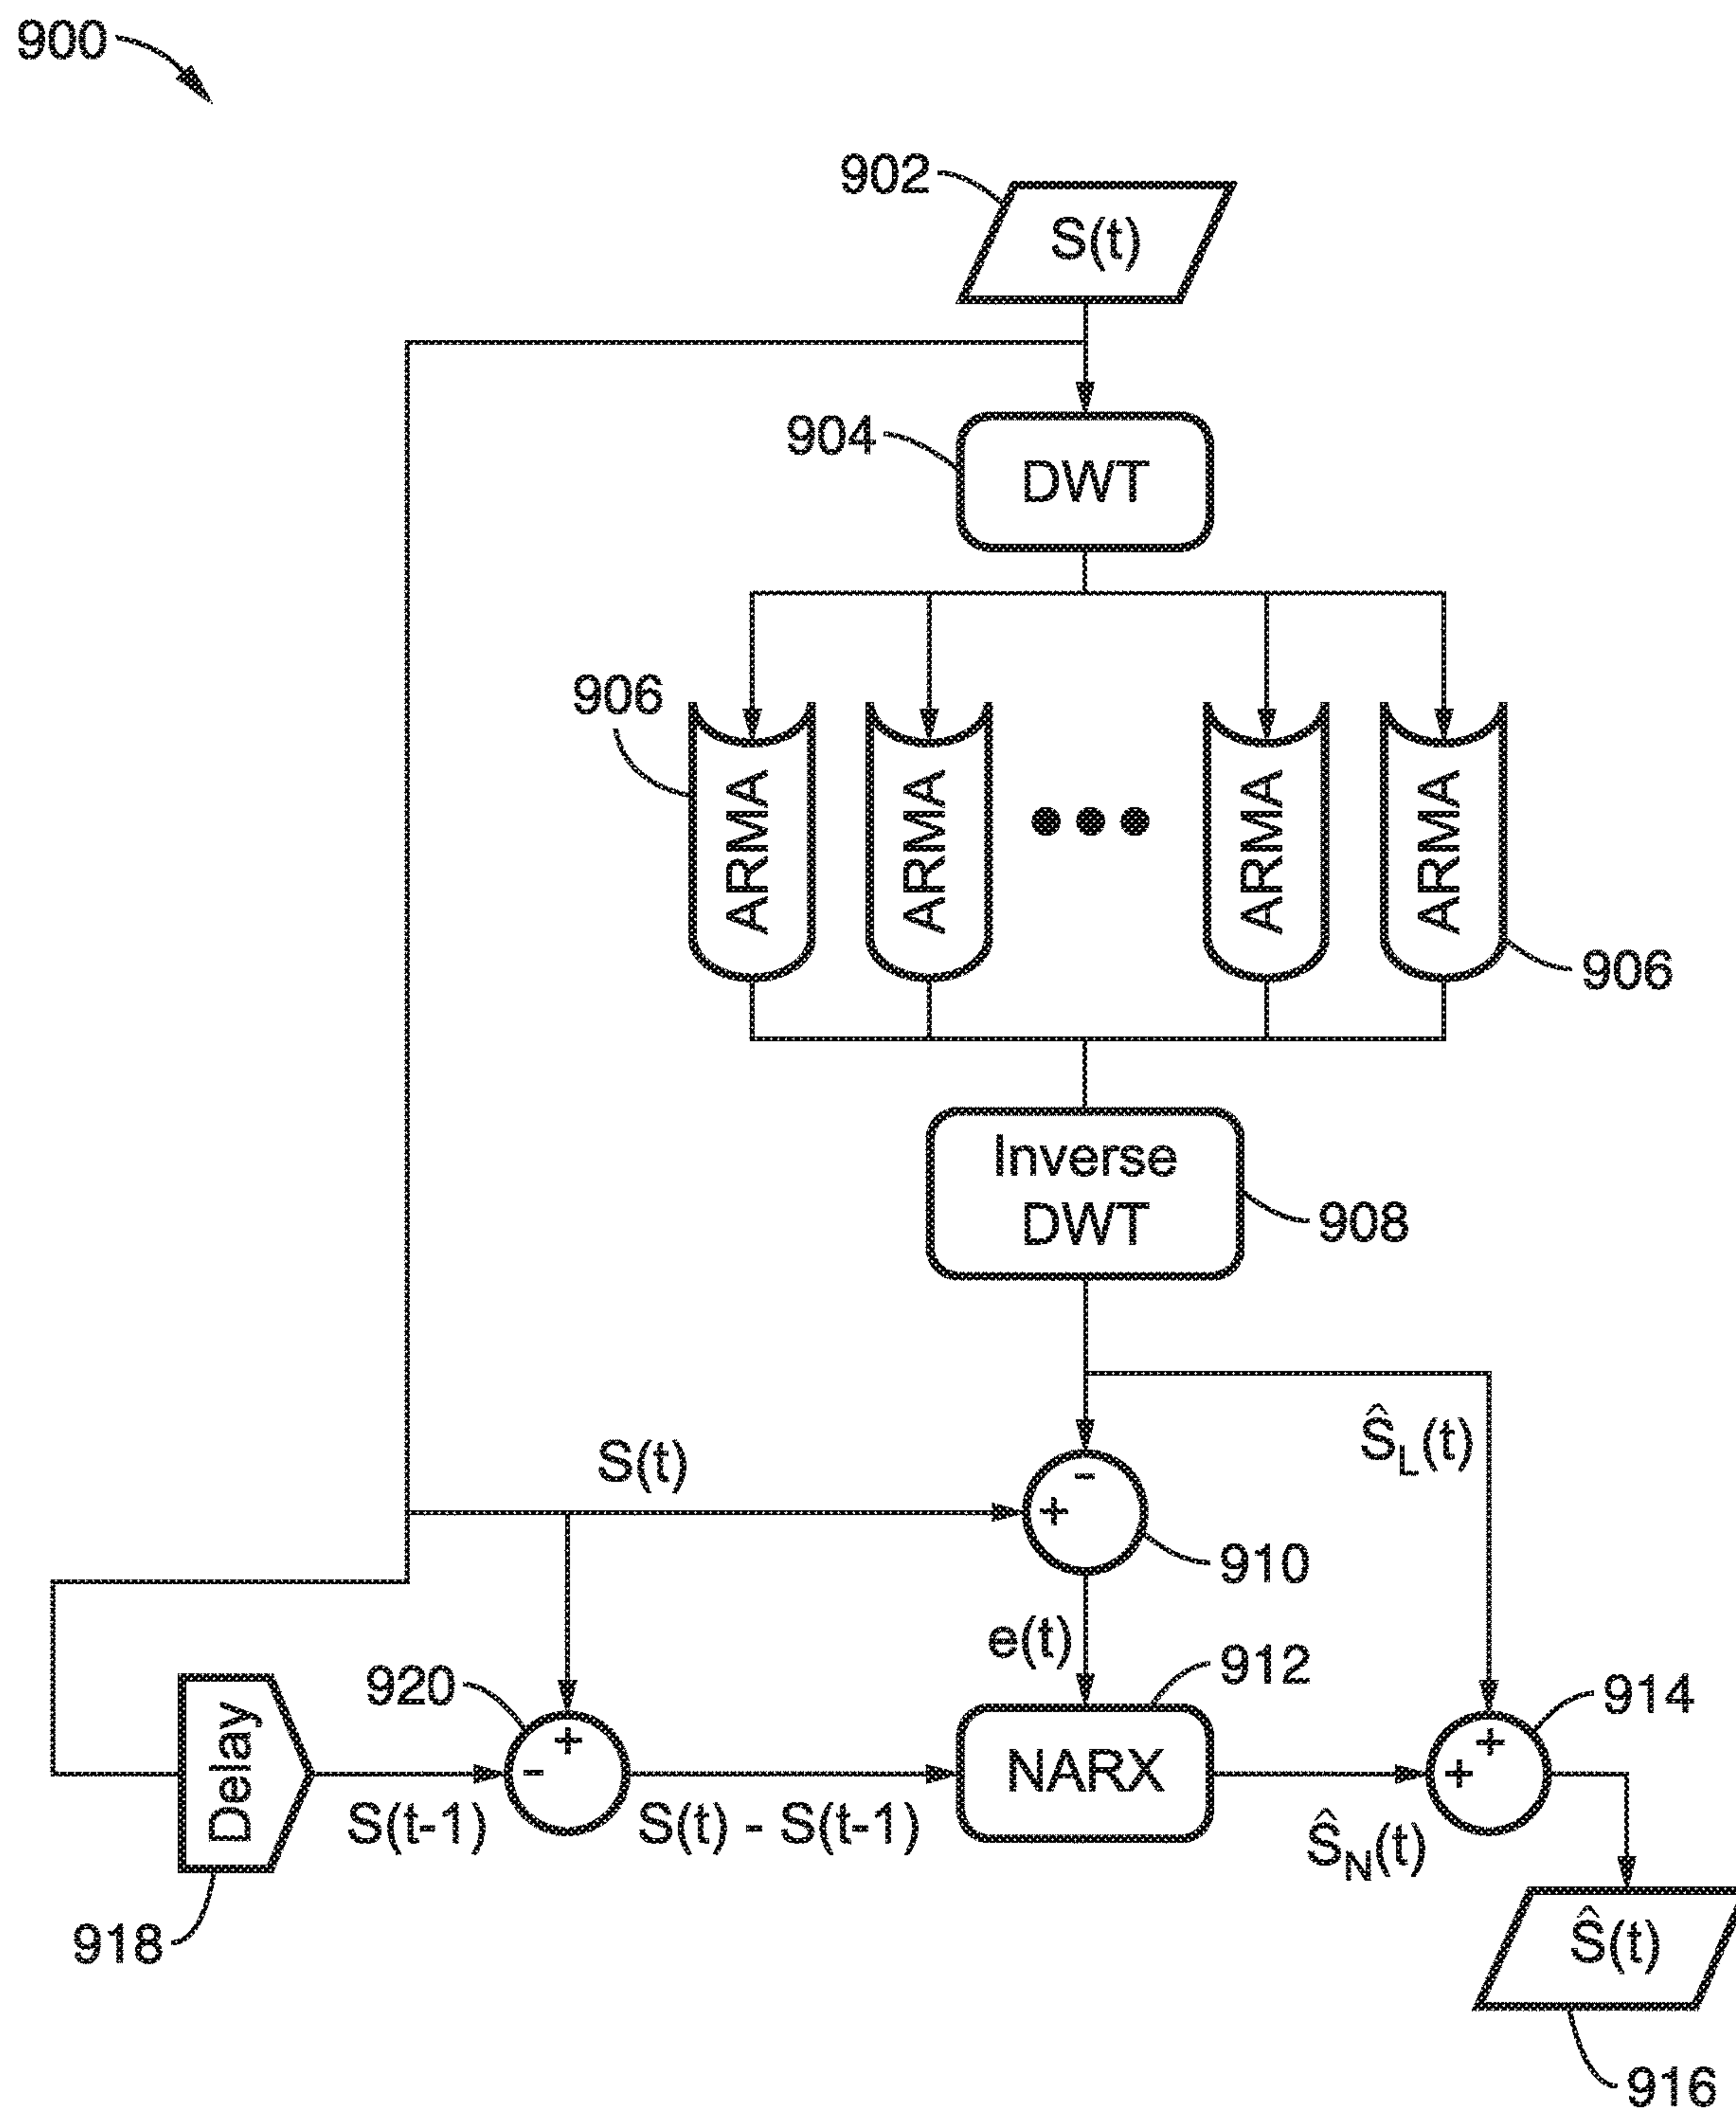 900
902
S(t)
904
DWT
906
ARMA
ARMA
ARMA
ARMA
906
Inverse
DWT
908
Ŝ_L(t)
S(t)
-
+
910
e(t)
912
920
914
Delay
+
-
NARX
+
+
S(t-1)
S(t) - S(t-1)
Ŝ_N(t)
918
Ŝ(t)
916